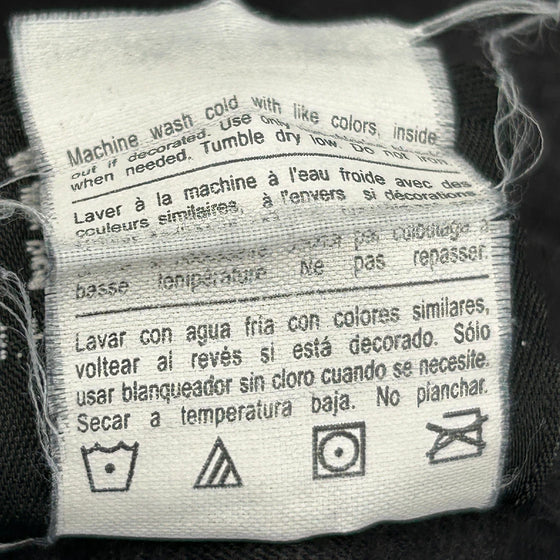 Machine wash cold with like colors, inside
out if decorated. Use only
when needed. Tumble dry low. Do not iron
Laver à la machine à l'eau froide avec des
couleurs similaires, à l'envers si décorations.
par culbutage à
basse température Ne pas repasser.
Lavar con agua fría con colores similares,
voltear al revés si está decorado. Sólo
usar blanqueador sin cloro cuando se necesite.
Secar a temperatura baja. No planchar.